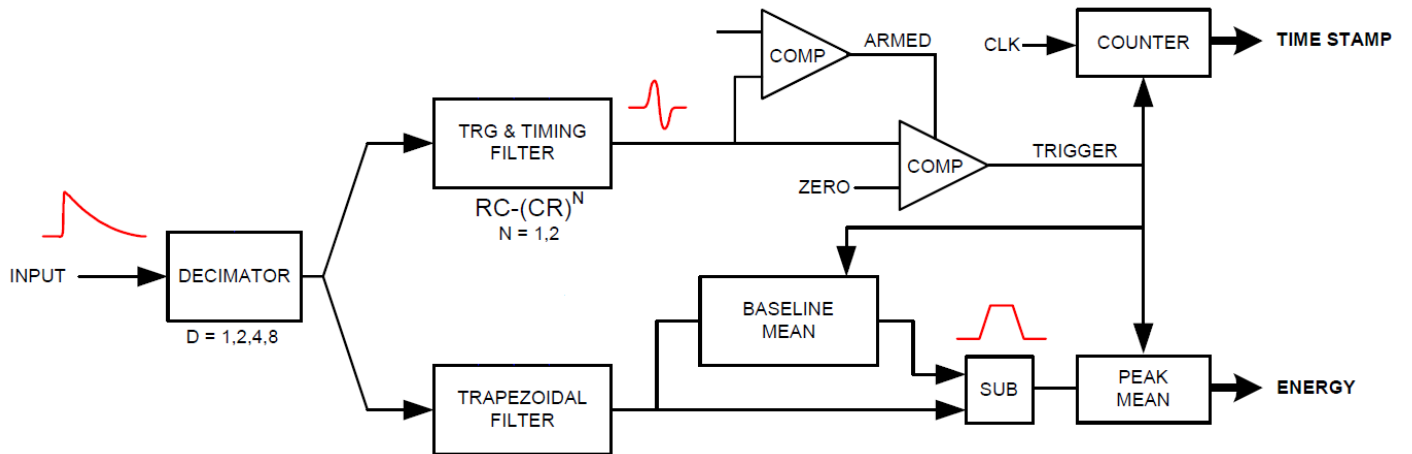 COMP
ARMED
CLK
COUNTER
TIME STAMP
TRG & TIMING
FILTER
RC-(CR)^N
N = 1,2
COMP
TRIGGER
ZERO
INPUT
DECIMATOR
D = 1,2,4,8
BASELINE
MEAN
TRAPEZOIDAL
FILTER
SUB
PEAK
MEAN
ENERGY